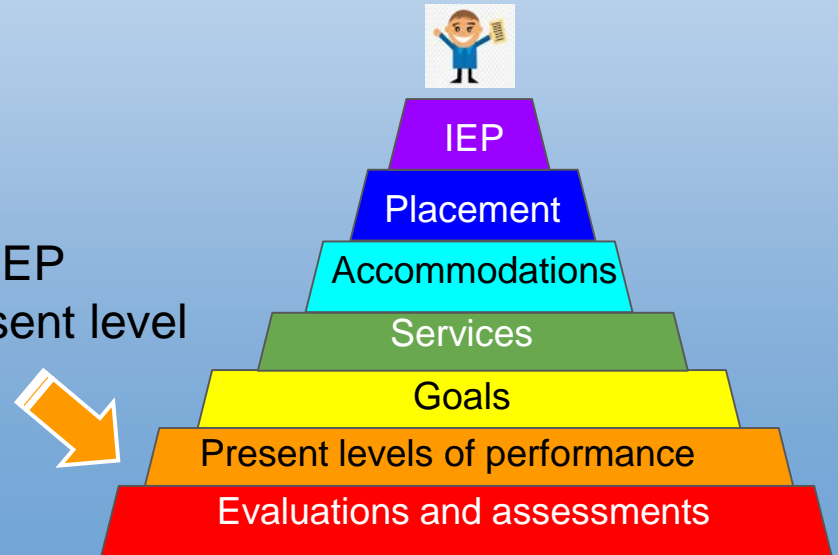 IEP
Placement
EP
Accommodations
sent level
Services
Goals
Present levels of performance
Evaluations and assessments